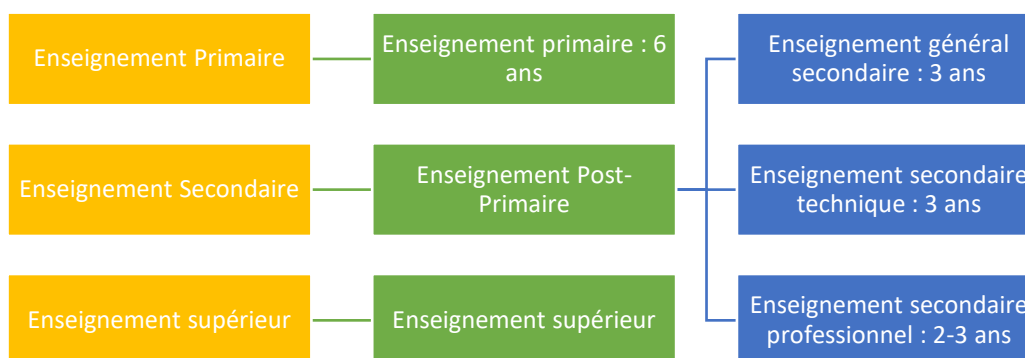 Enseignement Primaire
Enseignement primaire : 6
ans
Enseignement général
secondaire : 3 ans
Enseignement Secondaire
Enseignement Post-
Primaire
Enseignement secondaire
technique : 3 ans
Enseignement supérieur
Enseignement supérieur
Enseignement secondaire
professionnel : 2-3 ans